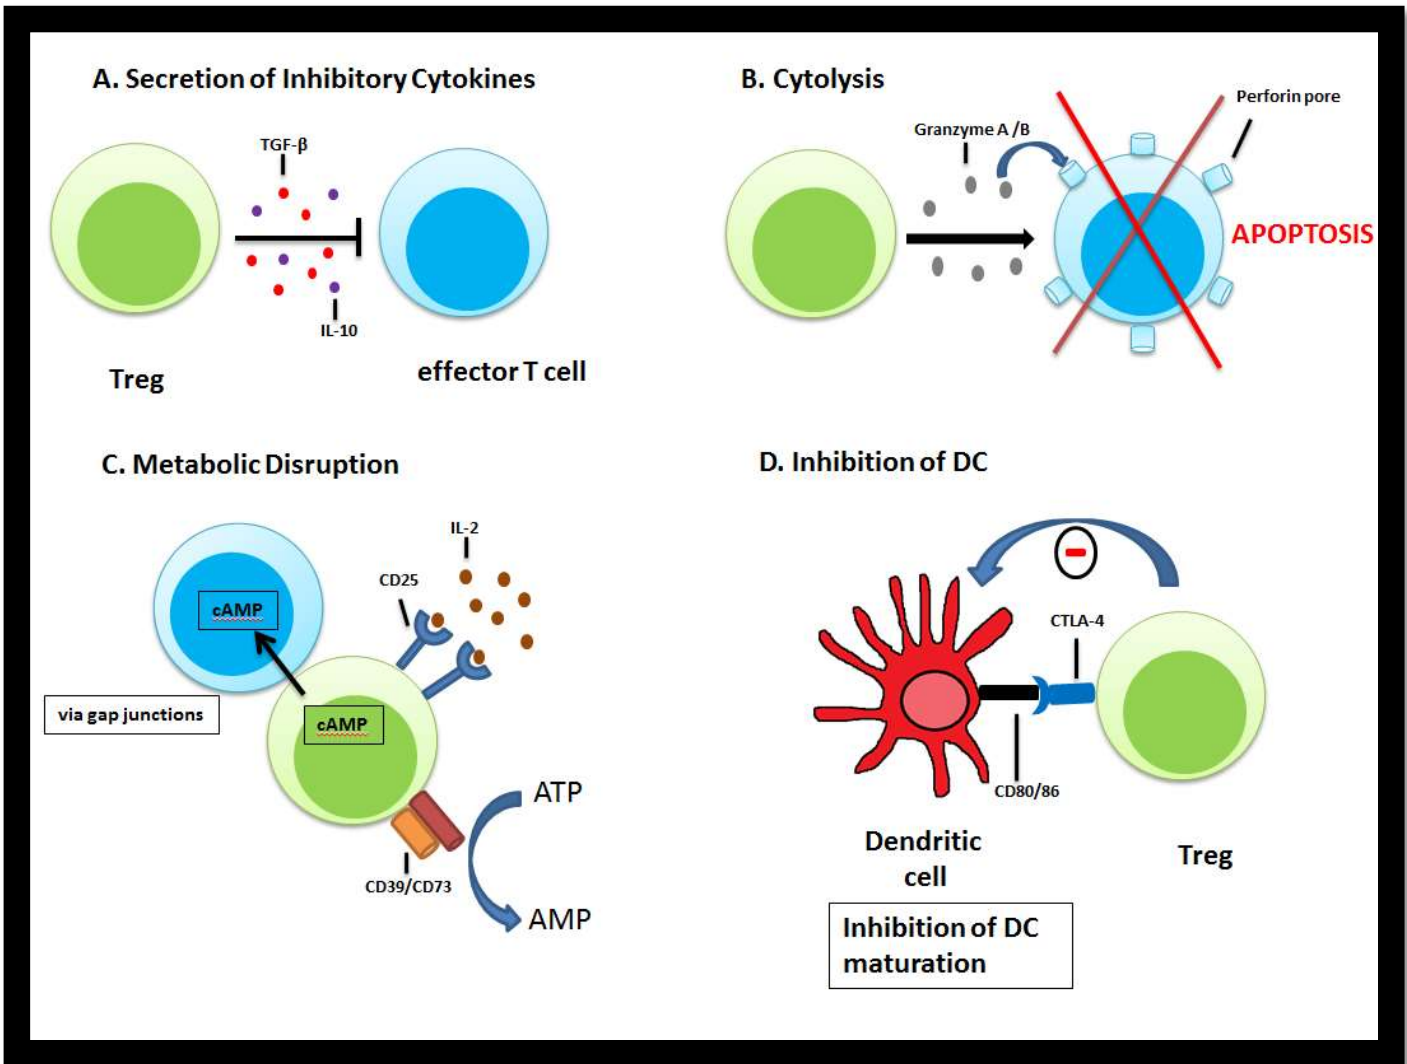 A. Secretion of Inhibitory Cytokines
TGF-β
IL-10
Treg
effector T cell
B. Cytolysis
Perforin pore
Granzyme A /B
APOPTOSIS
C. Metabolic Disruption
IL-2
CD25
cAMP
via gap junctions
cAMP
ATP
CD39/CD73
AMP
D. Inhibition of DC
CTLA-4
CD80/86
Dendritic
cell
Treg
Inhibition of DC
maturation